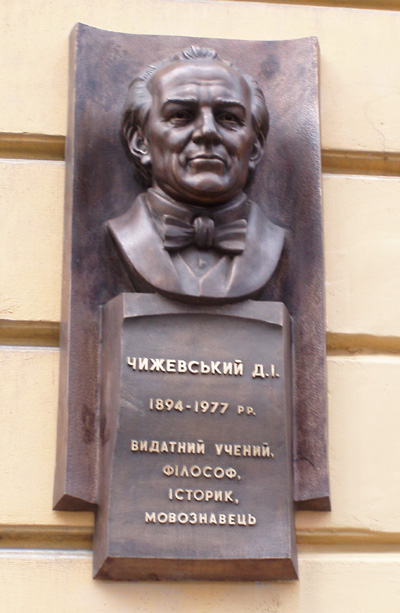 ЧИЖЕВСЬКИЙ Д.І.
1894-1977 РР.
ВИДАТНИЙ УЧЕНИЙ,
ФІЛОСОФ,
ІСТОРИК,
МОВОЗНАВЕЦЬ